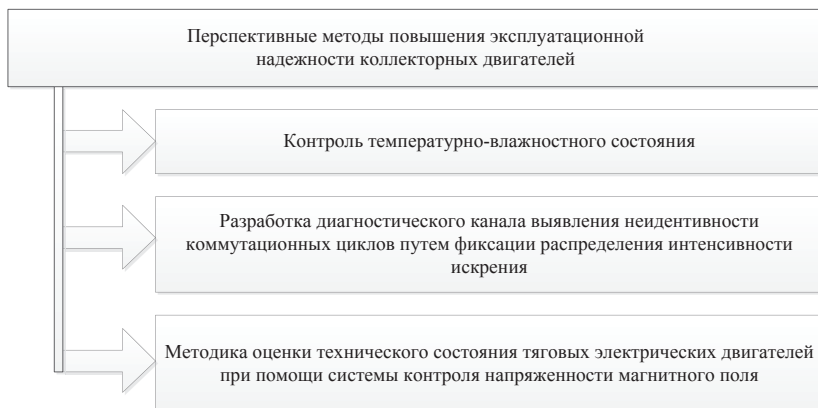 Перспективные методы повышения эксплуатационной
надежности коллекторных двигателей
Контроль температурно-влажностного состояния
Разработка диагностического канала выявления неидентивности
коммутационных циклов путем фиксации распределения интенсивности
искрения
Методика оценки технического состояния тяговых электрических двигателей
при помощи системы контроля напряженности магнитного поля